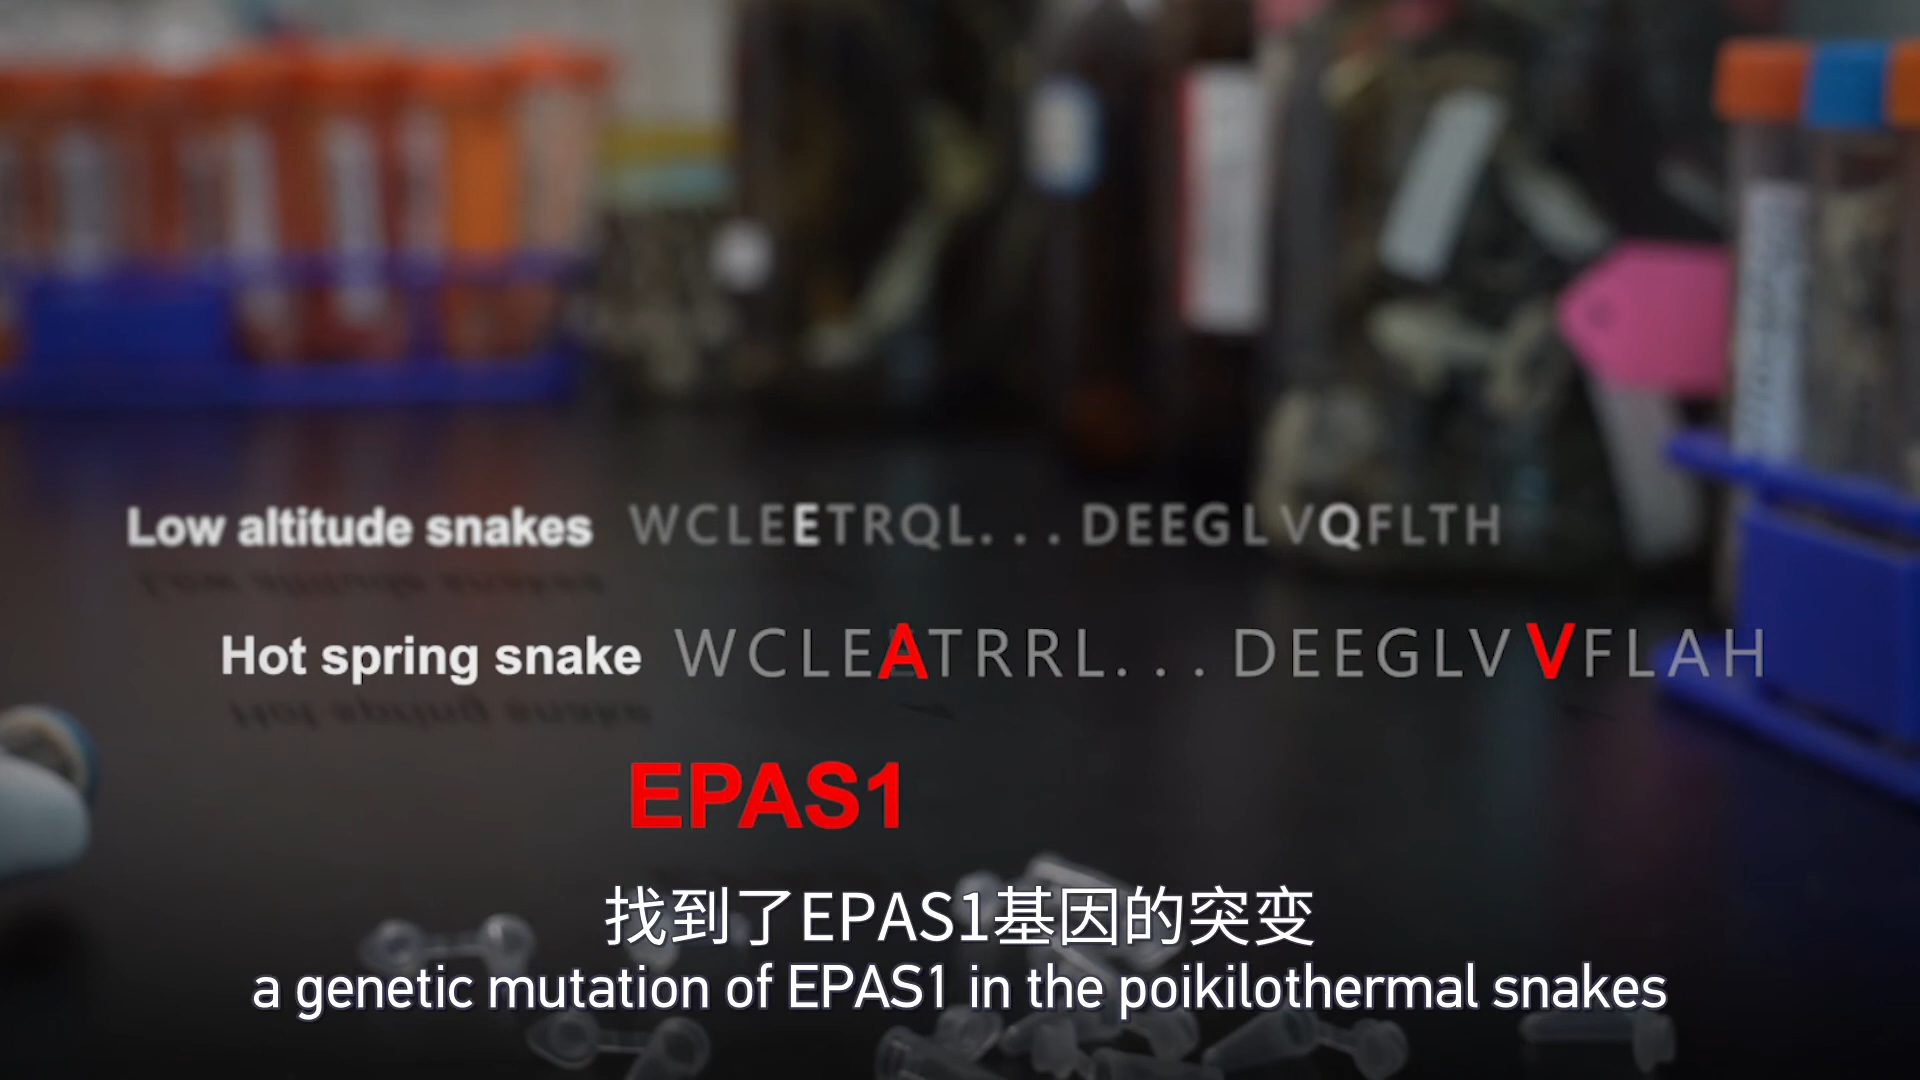 Low altitude snakes WCLEETRQL...DEEGLVQFLTH
Hot spring snake WCLEATRRL...DEEGLVVFLAH
EPAS1
找到了EPAS1基因的突变
a genetic mutation of EPAS1 in the poikilothermal snakes